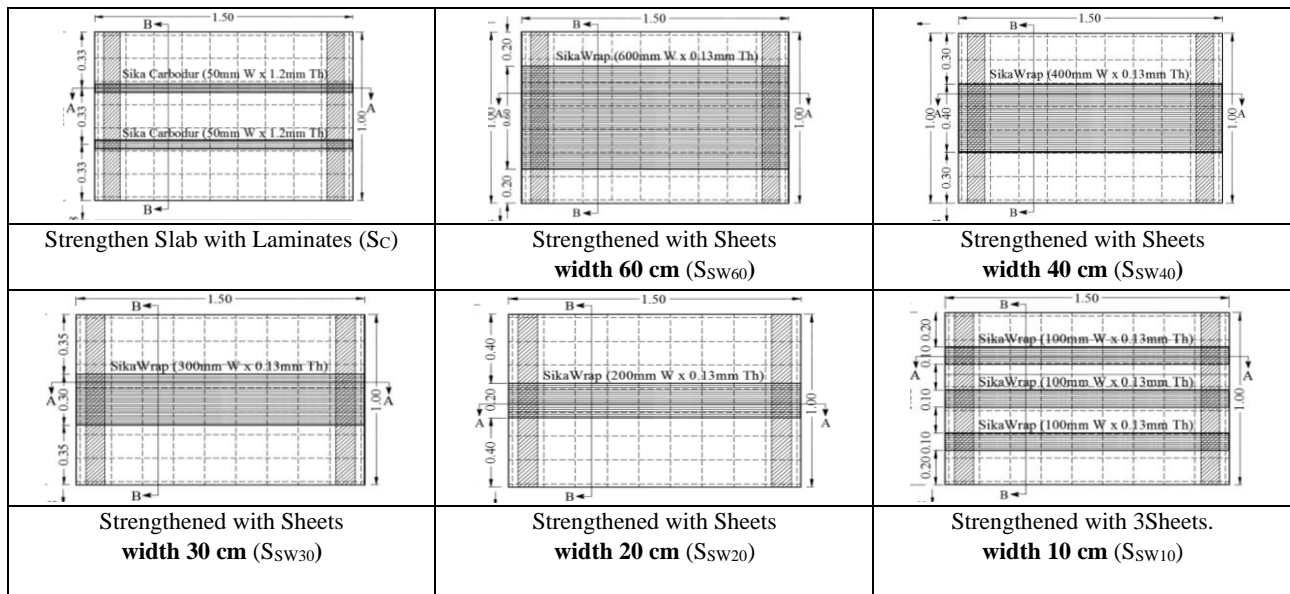 1.50
B
0.33
Sika Carbodur (50mm W x 1.2mm Th)
A
A
0.33
1.00
Sika Carbodur (50mm W x 1.2mm Th)
0.33
B
Strengthen Slab with Laminates (SC)
1.50
B
0.20
SikaWrap (600mm W x 0.13mm Th)
A
A
1.00
0.60
1.00
0.20
B
Strengthened with Sheets
width 60 cm (SSW60)
1.50
B
0.30
SikaWrap (400mm W x 0.13mm Th)
A
A
1.00
0.40
1.00
0.30
B
Strengthened with Sheets
width 40 cm (SSW40)
1.50
B
0.35
SikaWrap (300mm W x 0.13mm Th)
A
A
0.30
1.00
0.35
B
Strengthened with Sheets
width 30 cm (SSW30)
1.50
B
0.40
SikaWrap (200mm W x 0.13mm Th)
0.20
1.00
A
A
0.40
B
Strengthened with Sheets
width 20 cm (SSW20)
1.50
B
0.20
SikaWrap (100mm W x 0.13mm Th)
A
A
0.10
SikaWrap (100mm W x 0.13mm Th)
0.10
1.00
SikaWrap (100mm W x 0.13mm Th)
0.10
0.20
B
Strengthened with 3Sheets.
width 10 cm (SSW10)